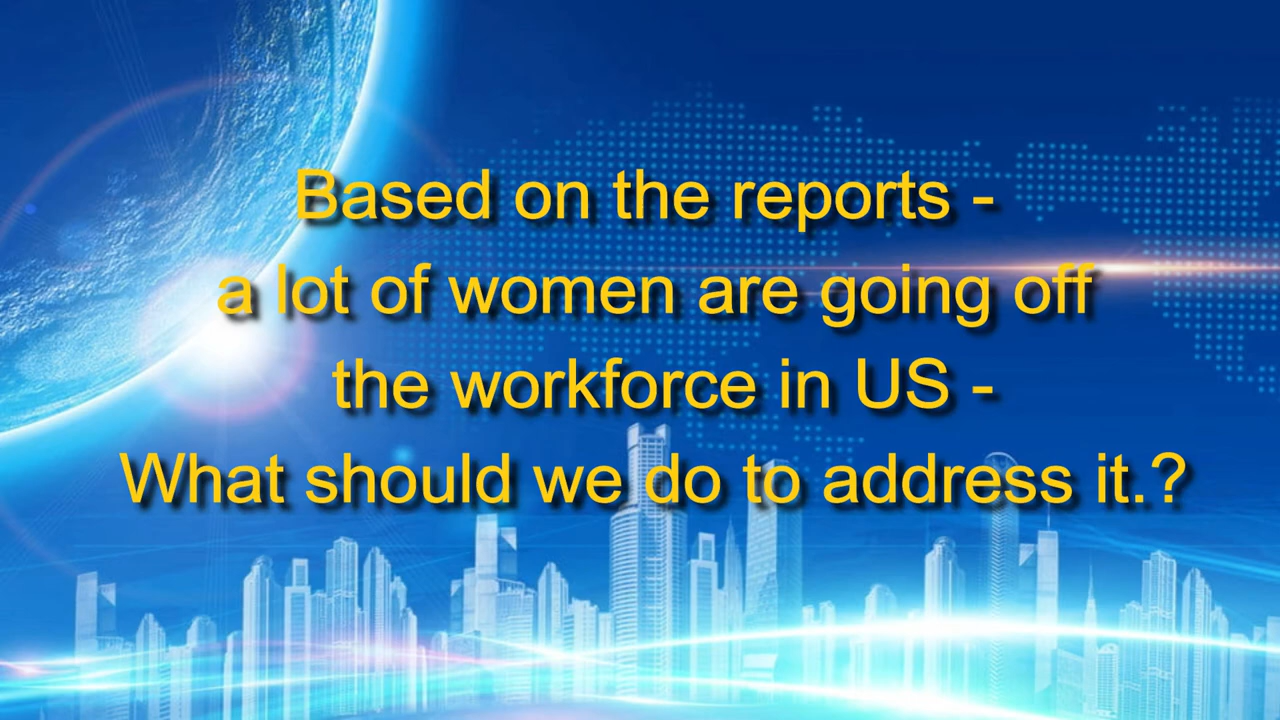 Based on the reports -
a lot of women are going off
the workforce in US -
What should we do to address it.?